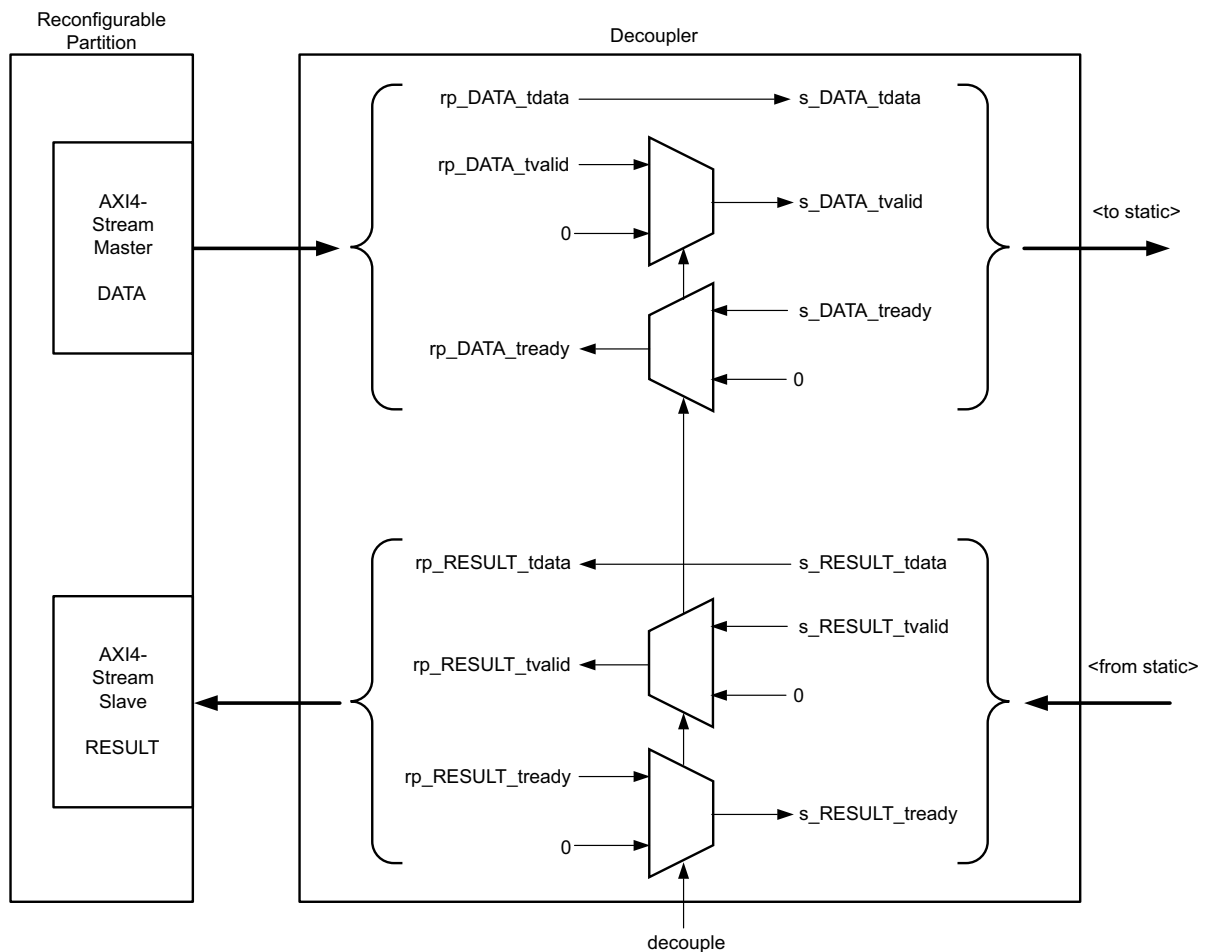 Reconfigurable
Partition
Decoupler
rp_DATA_tdata
s_DATA_tdata
rp_DATA_tvalid
0
s_DATA_tvalid
AXI4-
Stream
Master
DATA
<to static>
s_DATA_tready
rp_DATA_tready
0
rp_RESULT_tdata
s_RESULT_tdata
s_RESULT_tvalid
rp_RESULT_tvalid
0
AXI4-
Stream
Slave
RESULT
<from static>
rp_RESULT_tready
0
s_RESULT_tready
decouple